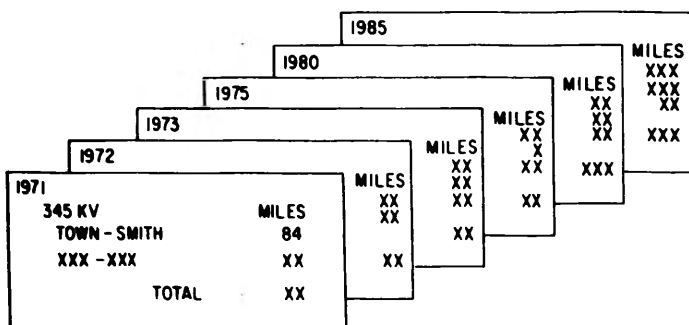 1985
MILES
XXX
XXX
XX
XXX
1980
MILES
XX
XX
XX
XXX
1975
MILES
XX
X
XX
XX
1973
MILES
XX
XX
XX
XX
1972
MILES
XX
XX
XX
1971
345 KV MILES
TOWN - SMITH 84
XXX - XXX XX
TOTAL XX